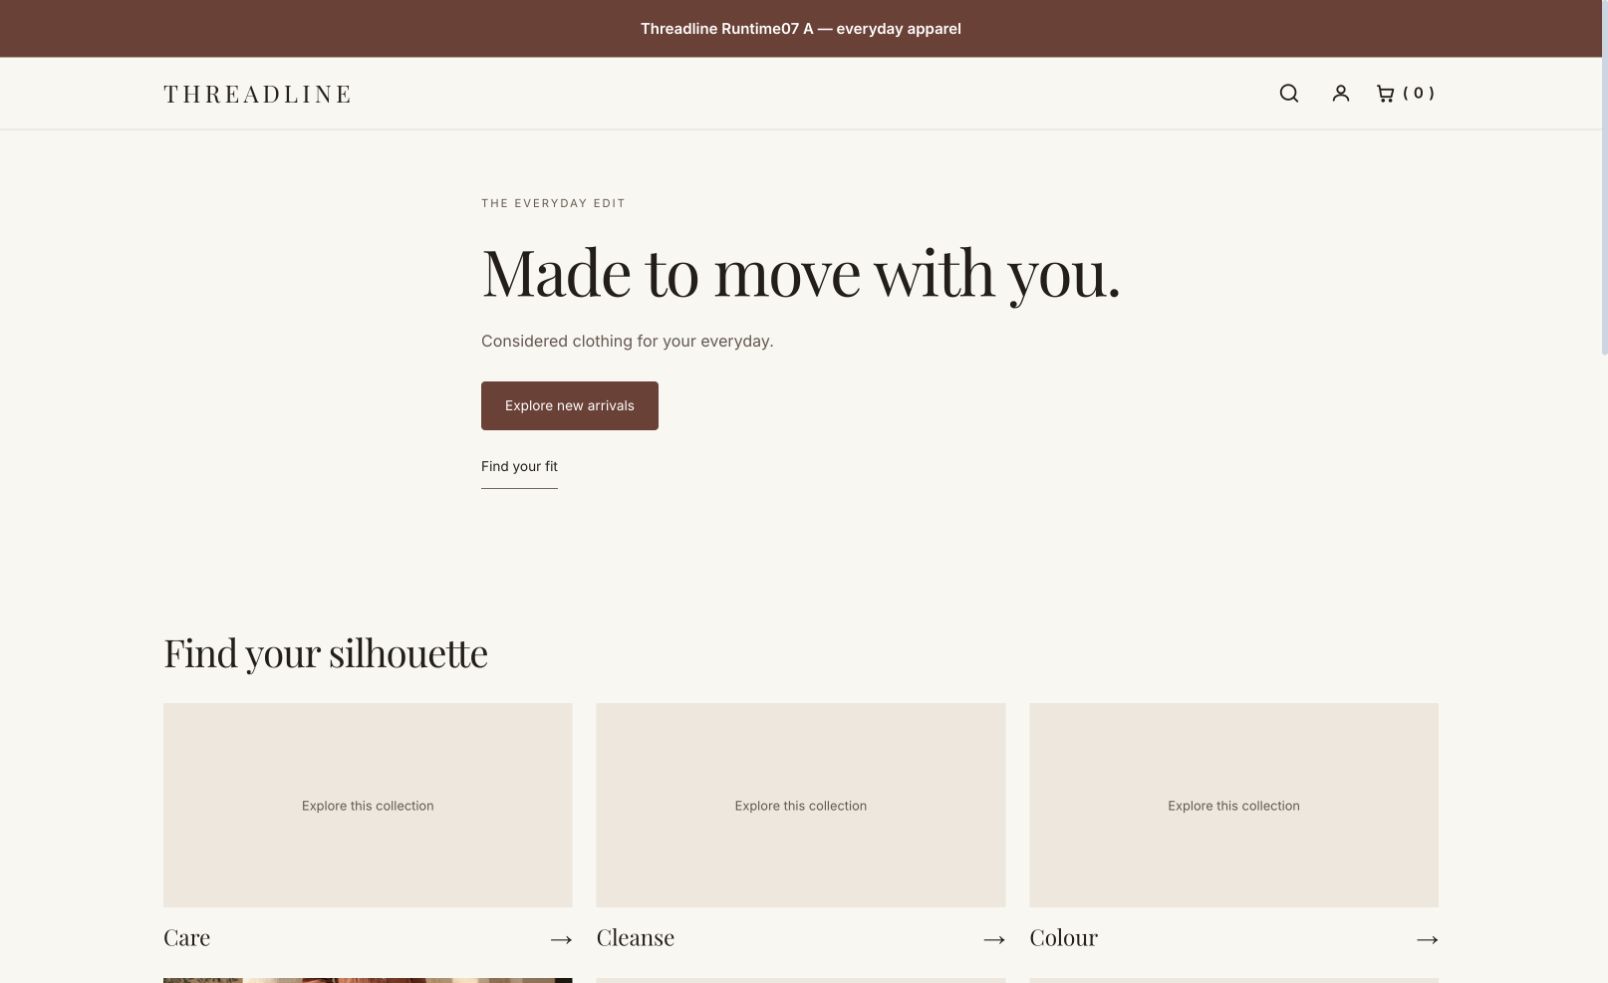 Threadline Runtime07 A — everyday apparel
THREADLINE
( 0 )
THE EVERYDAY EDIT
Made to move with you.
Considered clothing for your everyday.
Explore new arrivals
Find your fit
Find your silhouette
Explore this collection
Explore this collection
Explore this collection
Care →
Cleanse →
Colour →